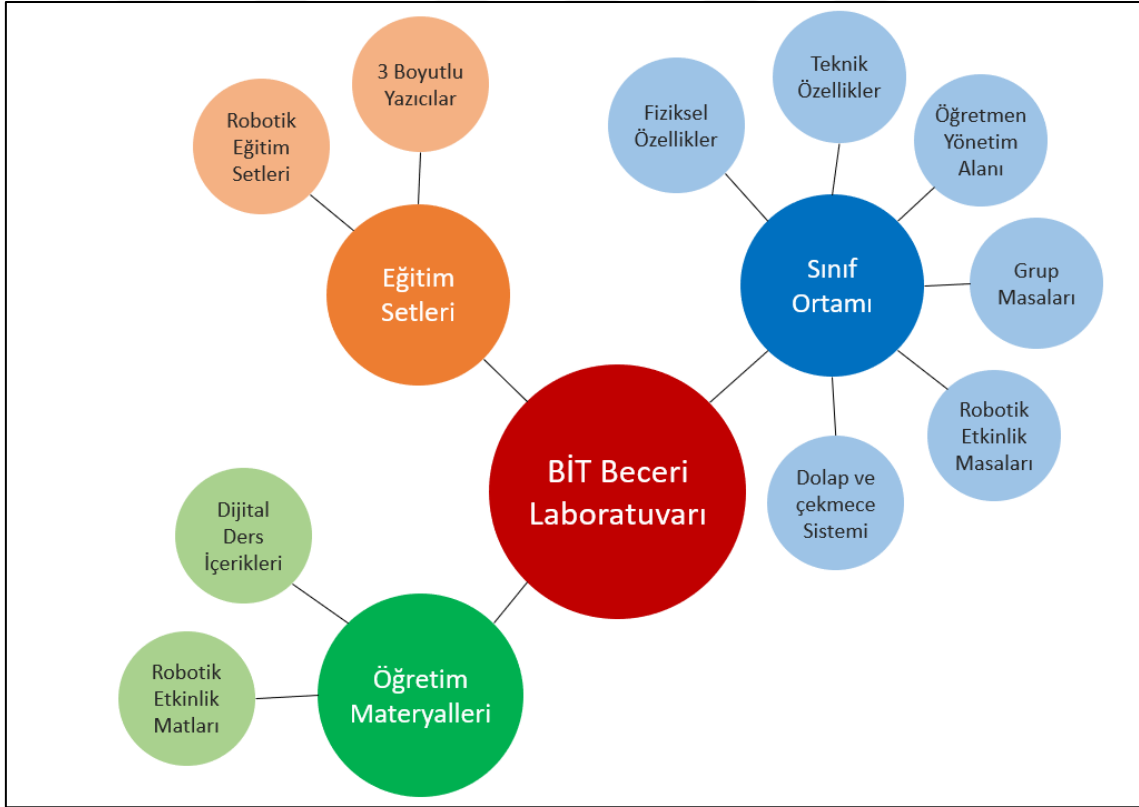 3 Boyutlu
Yazıcılar
Robotik
Eğitim
Setleri
Eğitim
Setleri
Teknik
Özellikler
Fiziksel
Özellikler
Öğretmen
Yönetim
Alanı
Sınıf
Ortamı
Grup
Masaları
Robotik
Etkinlik
Masaları
Dolap ve
çekmece
Sistemi
BİT Beceri
Laboratuvarı
Dijital
Ders
İçerikleri
Robotik
Etkinlik
Matları
Öğretim
Materyalleri